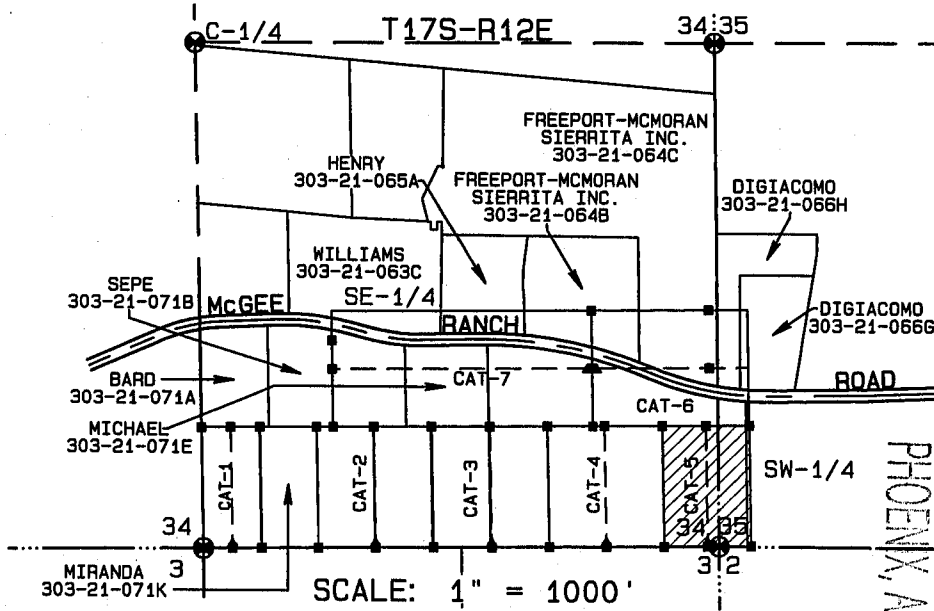 C-1/4
T17S-R12E
34 35
FREEPORT-MCMORAN
SIERRITA INC.
303-21-064C
HENRY
303-21-065A
FREEPORT-MCMORAN
SIERRITA INC.
303-21-064B
DIGIACOMO
303-21-066H
WILLIAMS
303-21-063C
SEPE
303-21-071B
SE-1/4
McGEE
RANCH
ROAD
DIGIACOMO
303-21-066G
BARD
303-21-071A
CAT-7
CAT-6
MICHAEL
303-21-071E
CAT-1
CAT-2
CAT-3
CAT-4
CAT-5
SW-1/4
PHOENIX, A
34
34 35
3
3 2
MIRANDA
303-21-071K
SCALE: 1" = 1000'